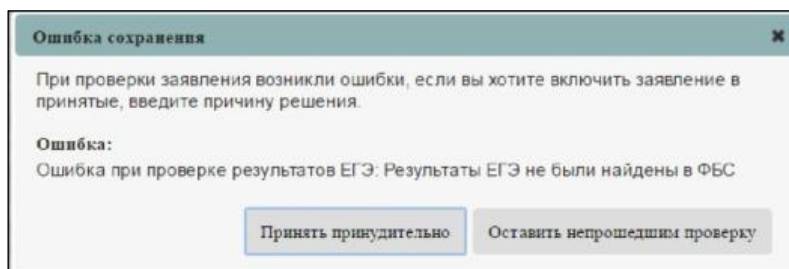 Ошибка сохранения
При проверки заявления возникли ошибки, если вы хотите включить заявление в
принятые, введите причину решения.
Ошибка:
Ошибка при проверке результатов ЕГЭ: Результаты ЕГЭ не были найдены в ФБС
Принять принудительно Оставить непрошедшим проверку